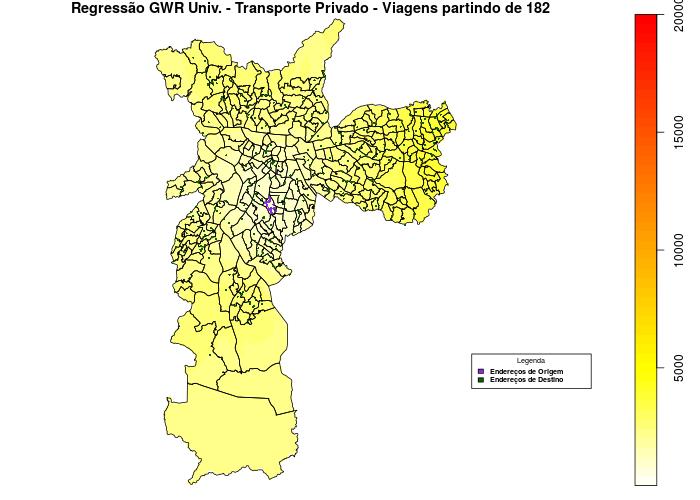 Regressão GWR Univ. - Transporte Privado - Viagens partindo de 182
20000
15000
10000
5000
Legenda
Endereços de Origem
Endereços de Destino